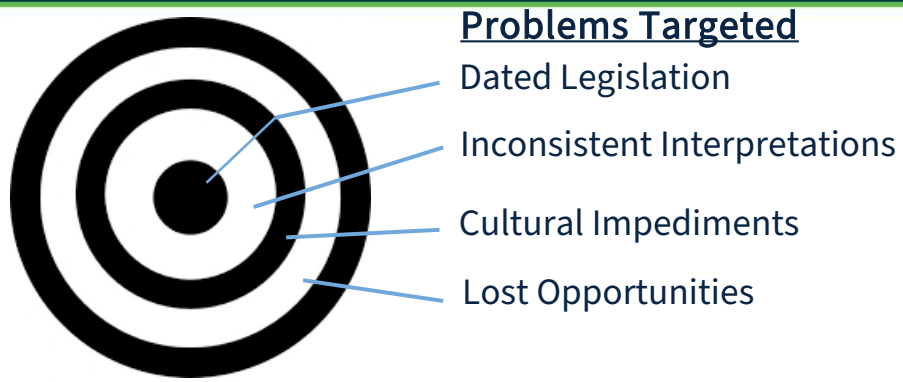 Problems Targeted
Dated Legislation
Inconsistent Interpretations
Cultural Impediments
Lost Opportunities